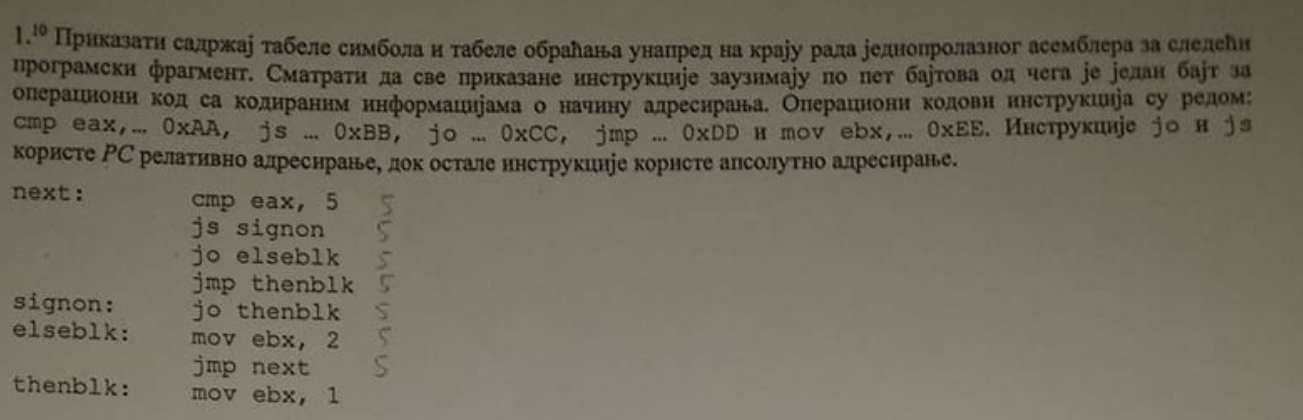 1.¹⁰ Приказати садржај табеле симбола и табеле обраћања унапред на крају рада једнопролазног асемблера за следећи
програмски фрагмент. Сматрати да све приказане инструкције заузимају по пет бајтова од чега је један бајт за
операциони код са кодираним информацијама о начину адресирања. Операциони кодови инструкција су редом:
cmp eax,… 0xAA, js … 0xBB, jo … 0xCC, jmp … 0xDD и mov ebx,… 0xEE. Инструкције jo и js
користе PC релативно адресирање, док остале инструкције користе апсолутно адресирање.
next: cmp eax, 5 5
js signon 5
jo elseblk 5
jmp thenblk 5
signon: jo thenblk 5
elseblk: mov ebx, 2 5
jmp next 5
thenblk: mov ebx, 1